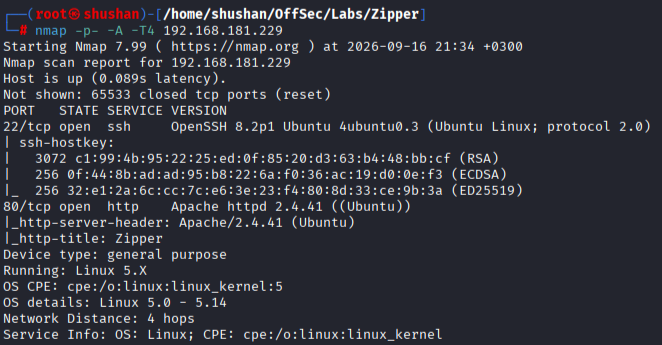 ┌──(root㉿shushan)-[/home/shushan/OffSec/Labs/Zipper]
└─# nmap -p- -A -T4 192.168.181.229
Starting Nmap 7.99 ( https://nmap.org ) at 2026-09-16 21:34 +0300
Nmap scan report for 192.168.181.229
Host is up (0.089s latency).
Not shown: 65533 closed tcp ports (reset)
PORT   STATE SERVICE VERSION
22/tcp open  ssh     OpenSSH 8.2p1 Ubuntu 4ubuntu0.3 (Ubuntu Linux; protocol 2.0)
| ssh-hostkey:
|   3072 c1:99:4b:95:22:25:ed:0f:85:20:d3:63:b4:48:bb:cf (RSA)
|   256 0f:44:8b:ad:ad:95:b8:22:6a:f0:36:ac:19:d0:0e:f3 (ECDSA)
|_  256 32:e1:2a:6c:cc:7c:e6:3e:23:f4:80:8d:33:ce:9b:3a (ED25519)
80/tcp open  http    Apache httpd 2.4.41 ((Ubuntu))
|_http-server-header: Apache/2.4.41 (Ubuntu)
|_http-title: Zipper
Device type: general purpose
Running: Linux 5.X
OS CPE: cpe:/o:linux:linux_kernel:5
OS details: Linux 5.0 - 5.14
Network Distance: 4 hops
Service Info: OS: Linux; CPE: cpe:/o:linux:linux_kernel